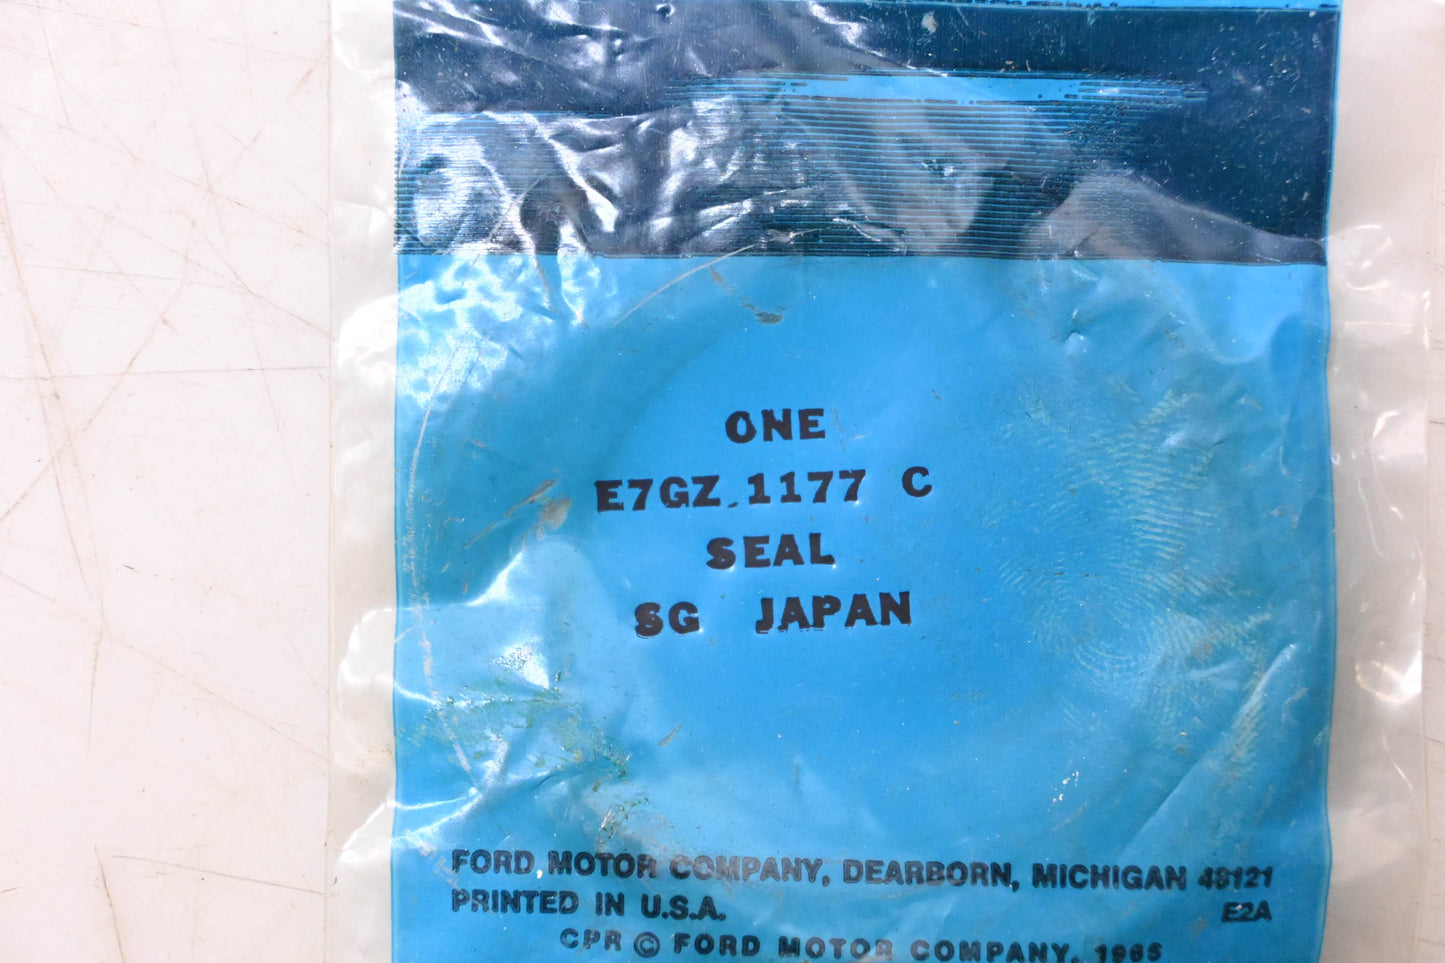 ONE
E7GZ 1177 C
SEAL
SG JAPAN
FORD MOTOR COMPANY, DEARBORN, MICHIGAN 48121
PRINTED IN U.S.A. E2A
CPR © FORD MOTOR COMPANY, 1985